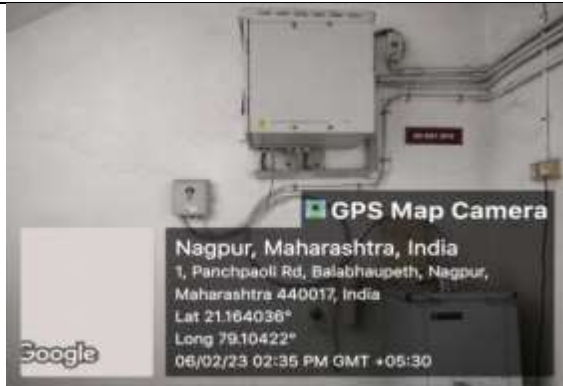 GPS Map Camera
Nagpur, Maharashtra, India
1, Panchpaoli Rd, Balabhaupeth, Nagpur,
Maharashtra 440017, India
Lat 21.164036°
Long 79.10422°
06/02/23 02:35 PM GMT +05:30
Google